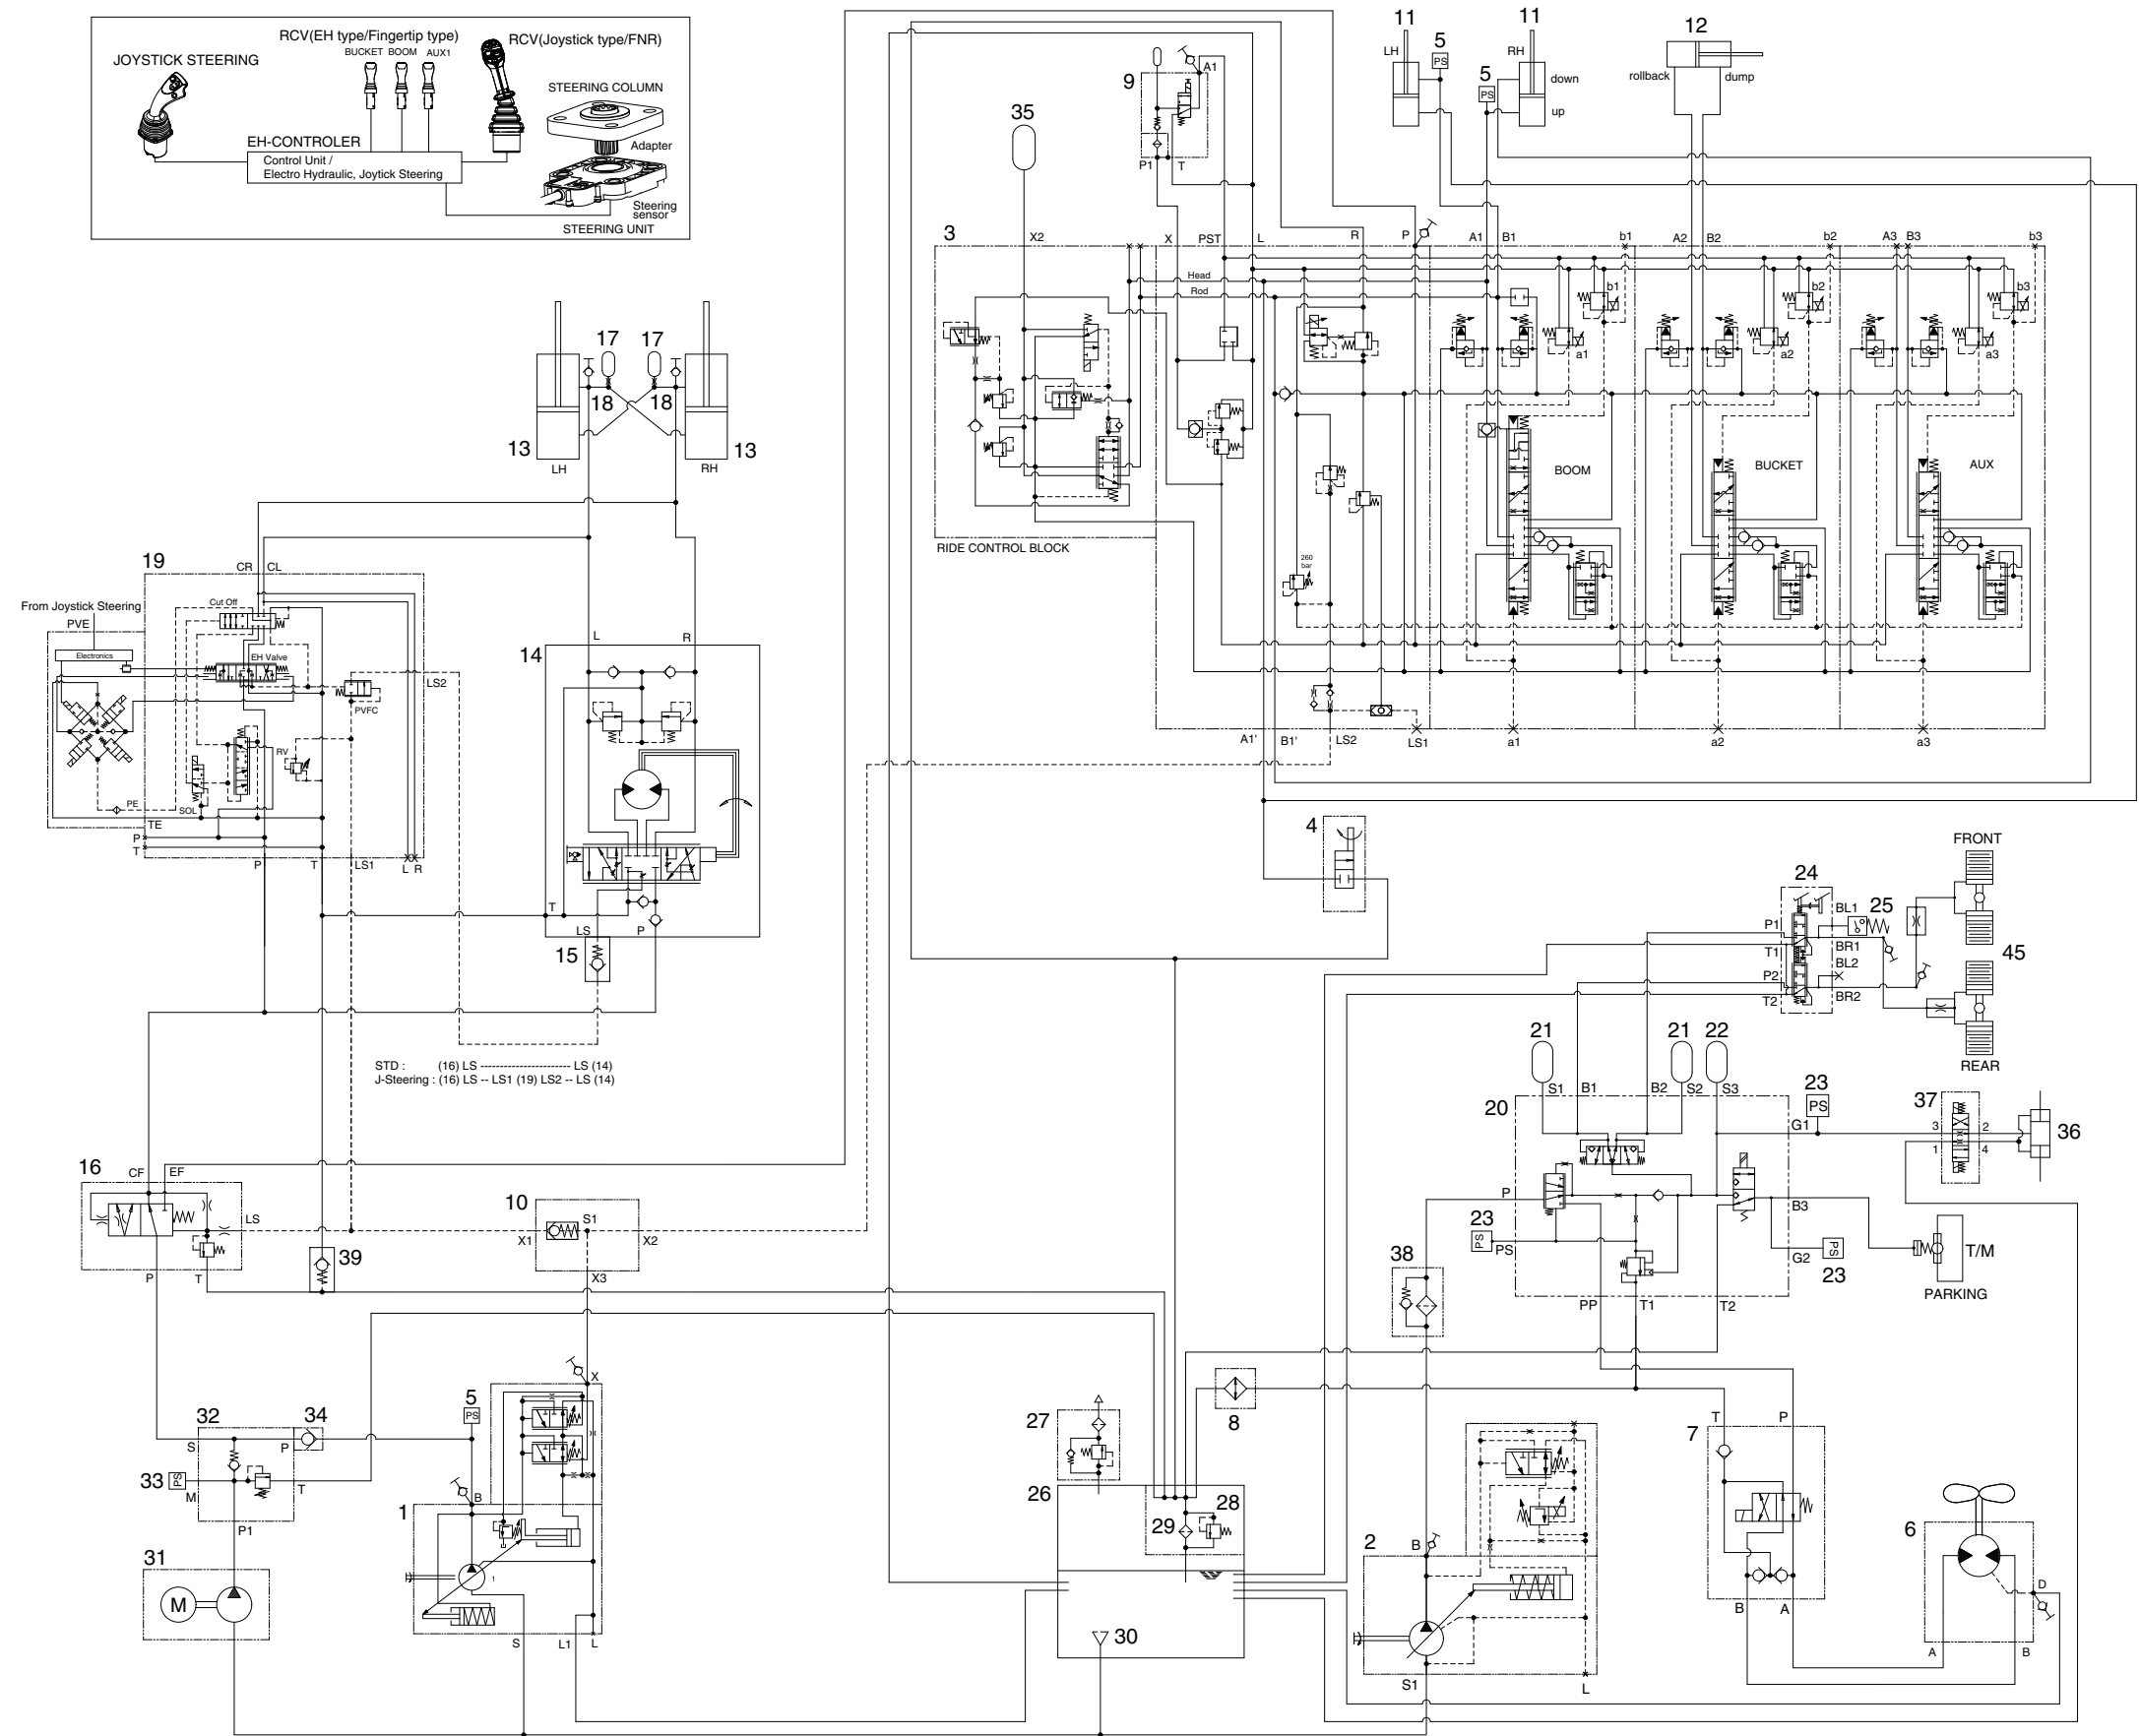 JOYSTICK STEERING
RCV(EH type/Fingertip type)
BUCKET BOOM AUX1
RCV(Joystick type/FNR)
STEERING COLUMN
Adapter
EH-CONTROLER
Control Unit /
Electro Hydraulic, Joytick Steering
Steering
sensor
STEERING UNIT
11
LH
5
PS
11
RH
5
PS
down
up
12
rollback
dump
9
A1
P1
T
35
3
X2
X
PST
L
R
P
A1
B1
b1
A2
B2
b2
A3
B3
b3
Head
Rod
b1
b2
b3
a1
a2
a3
BOOM
BUCKET
AUX
260
bar
RIDE CONTROL BLOCK
A1'
B1'
LS2
LS1
a1
a2
a3
17
17
18
18
13
LH
13
RH
19
CR
CL
From Joystick Steering
PVE
Electronics
Cut Off
EH Valve
LS2
PVFC
RV
PE
SOL
TE
P
T
P
T
LS1
L
R
L
R
14
T
LS
P
15
4
FRONT
24
BL1
25
P1
T1
BR1
BL2
P2
T2
BR2
45
REAR
STD : (16) LS ---------------------- LS (14)
J-Steering : (16) LS -- LS1 (19) LS2 -- LS (14)
21
21
22
S1
B1
B2
S2
S3
20
23
PS
G1
37
3
2
1
4
36
P
B3
23
PS
PS
G2
PS
23
T/M
PARKING
PP
T1
T2
38
16
CF
EF
LS
P
T
10
S1
X1
X2
X3
39
X
5
PS
32
34
S
P
33
PS
M
T
P1
B
1
1
31
M
S
L1
L
27
26
28
29
30
8
2
B
S1
L
T
P
7
B
A
6
D
A
B